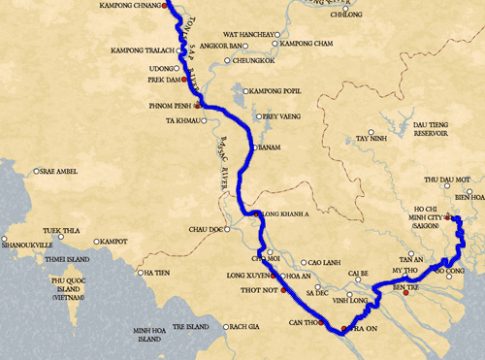 KAMPONG CHNANG
CHHLONG
WAT HANCHEAY
TONLE SAP RIVER
KAMPONG TRALACH
ANGKOR BAN
KAMPONG CHAM
CHEUNGKOK
UDONG
PREK DAM
KAMPONG POPIL
PHNOM PENH
TA KHMAU
PREY VAENG
DAU TIENG
RESERVOIR
TAY NINH
BANAM
BASSAC RIVER
SRAE AMBEL
THU DAU MOT
BIEN HOA
LONG KHANH A
HO CHI
MINH CITY
(SAIGON)
CHAU DOC
TUEK THLA
SIHANOUKVILLE
KAMPOT
THMEI ISLAND
CHO MOI
CAO LANH
TAN AN
HA TIEN
LONG XUYEN
HOA AN
CAI BE
MY THO
GO CONG
PHU QUOC
ISLAND
(VIETNAM)
THOT NOT
SA DEC
VINH LONG
BEN TRE
CAN THO
TRA ON
MINH HOA
ISLAND
TRE ISLAND
RACH GIA